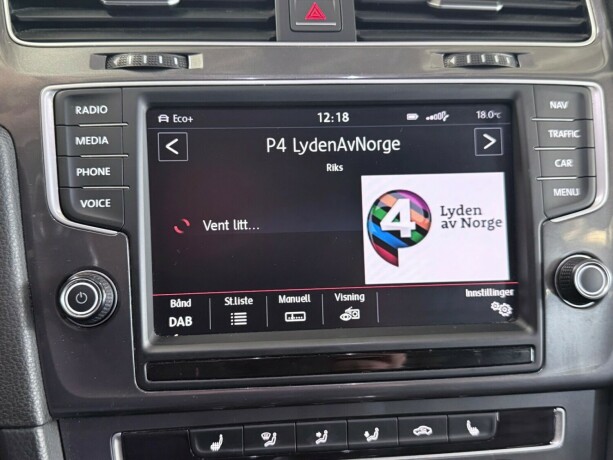 RADIO
MEDIA
PHONE
VOICE
Eco+
12:18
18.0°C
P4 LydenAvNorge
Riks
Vent litt...
4
Lyden
av Norge
Bånd
DAB
St.liste
Manuell
Visning
Innstillinger
NAV
TRAFFIC
CAR
MENU